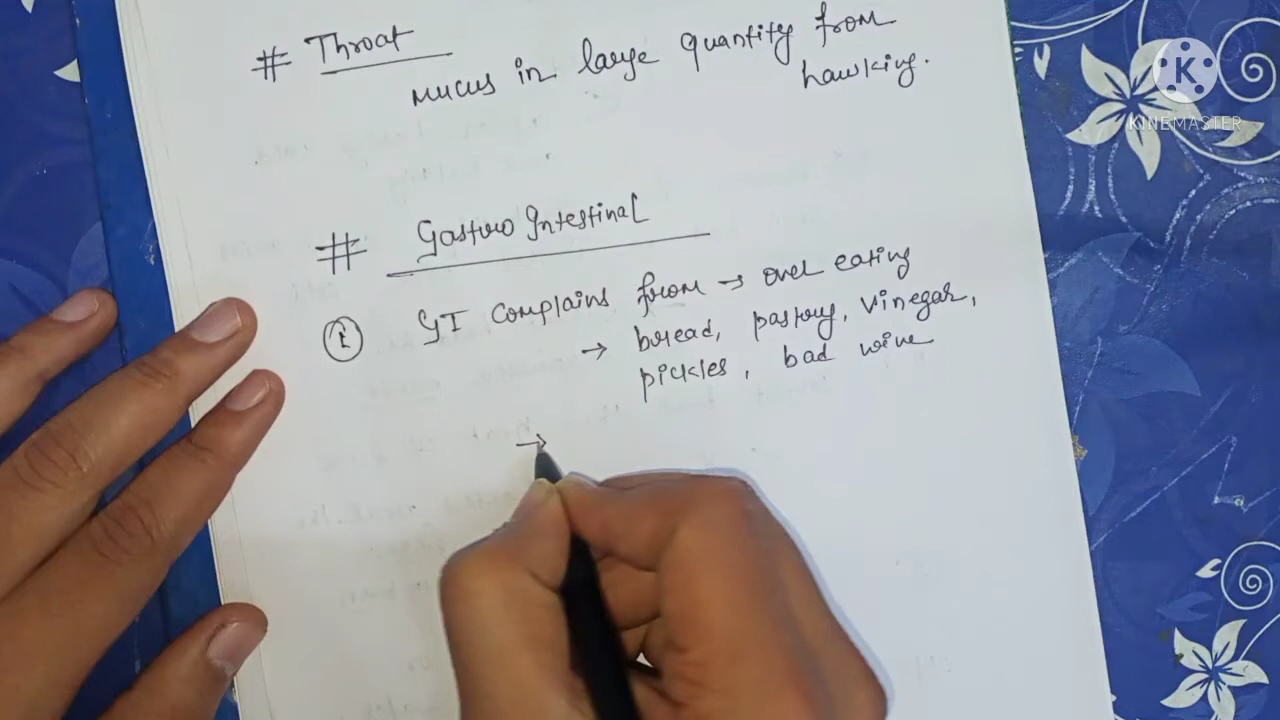 # Throat
Mucus in large quantity from
hawking.
# Gastro Intestinal
1 GI Complains from → over eating
→ bread, pastry, vinegar,
pickles, bad wine
→
K
KINEMASTER